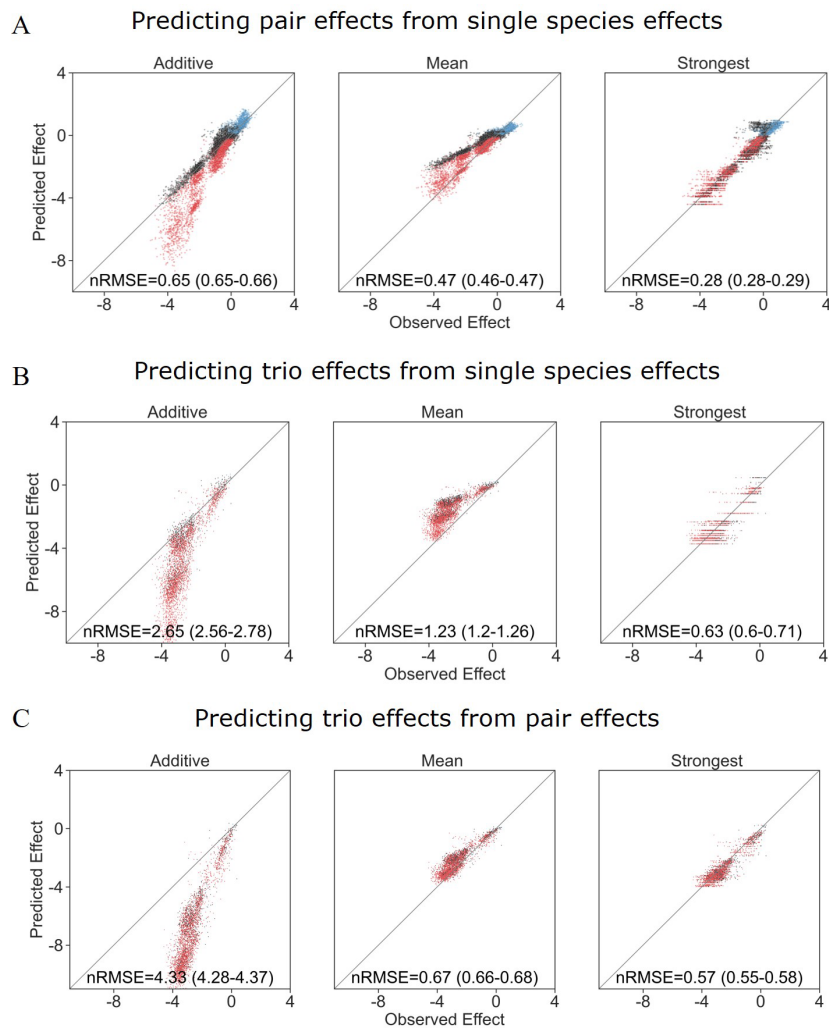 A
Predicting pair effects from single species effects
Additive
Mean
Strongest
Predicted Effect
4
0
-4
-8
nRMSE=0.65 (0.65-0.66)
nRMSE=0.47 (0.46-0.47)
nRMSE=0.28 (0.28-0.29)
-8 -4 0 4
-8 -4 0 4
-8 -4 0 4
Observed Effect
B
Predicting trio effects from single species effects
Additive
Mean
Strongest
Predicted Effect
4
0
-4
-8
nRMSE=2.65 (2.56-2.78)
nRMSE=1.23 (1.2-1.26)
nRMSE=0.63 (0.6-0.71)
-8 -4 0 4
-8 -4 0 4
-8 -4 0 4
Observed Effect
C
Predicting trio effects from pair effects
Additive
Mean
Strongest
Predicted Effect
4
0
-4
-8
nRMSE=4.33 (4.28-4.37)
nRMSE=0.67 (0.66-0.68)
nRMSE=0.57 (0.55-0.58)
-8 -4 0 4
-8 -4 0 4
-8 -4 0 4
Observed Effect